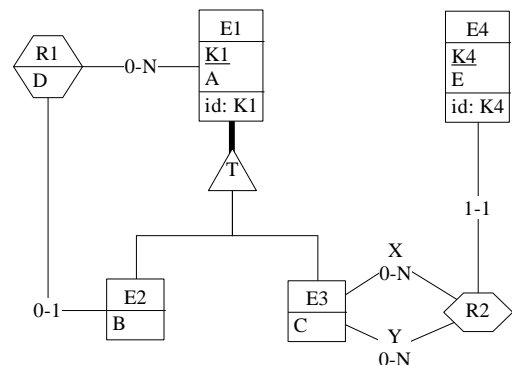 E1
K1
A
id: K1
E4
K4
E
id: K4
R1
D
0-N
T
1-1
X
0-N
E2
B
0-1
E3
C
R2
Y
0-N